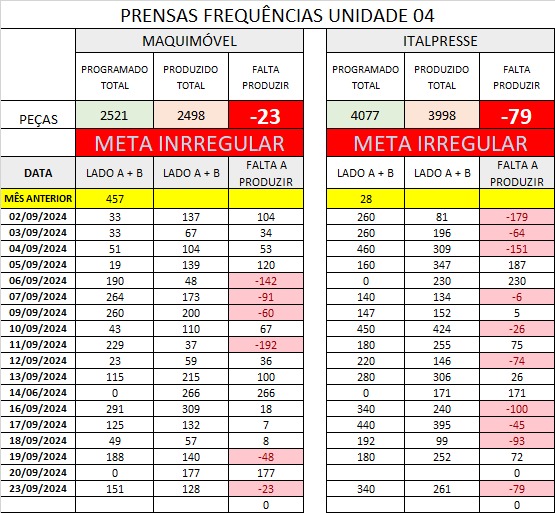 PRENSAS FREQUÊNCIAS UNIDADE 04
MAQUIMÓVEL ITALPRESSE
PROGRAMADO TOTAL PRODUZIDO TOTAL FALTA PRODUZIR PROGRAMADO TOTAL PRODUZIDO TOTAL FALTA PRODUZIR
PEÇAS 2521 2498 -23 4077 3998 -79
META INRREGULAR META IRREGULAR
DATA LADO A + B LADO A + B FALTA A PRODUZIR LADO A + B LADO A + B FALTA A PRODUZIR
MÊS ANTERIOR 457 28
02/09/2024 33 137 104 260 81 -179
03/09/2024 33 67 34 260 196 -64
04/09/2024 51 104 53 460 309 -151
05/09/2024 19 139 120 160 347 187
06/09/2024 190 48 -142 0 230 230
07/09/2024 264 173 -91 140 134 -6
09/09/2024 260 200 -60 147 152 5
10/09/2024 43 110 67 450 424 -26
11/09/2024 229 37 -192 180 255 75
12/09/2024 23 59 36 220 146 -74
13/09/2024 115 215 100 280 306 26
14/06/2024 0 266 266 0 171 171
16/09/2024 291 309 18 340 240 -100
17/09/2024 125 132 7 440 395 -45
18/09/2024 49 57 8 192 99 -93
19/09/2024 188 140 -48 180 252 72
20/09/2024 0 177 177 0
23/09/2024 151 128 -23 340 261 -79
0 0